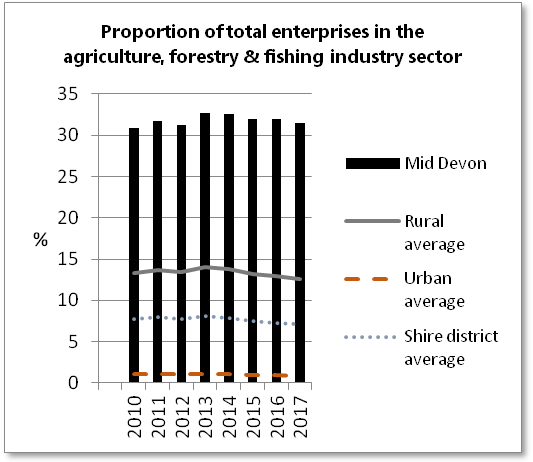 Proportion of total enterprises in the
agriculture, forestry & fishing industry sector
35
30
25
20
15
10
5
0
%
2010
2011
2012
2013
2014
2015
2016
2017
Mid Devon
Rural
average
Urban
average
Shire district
average